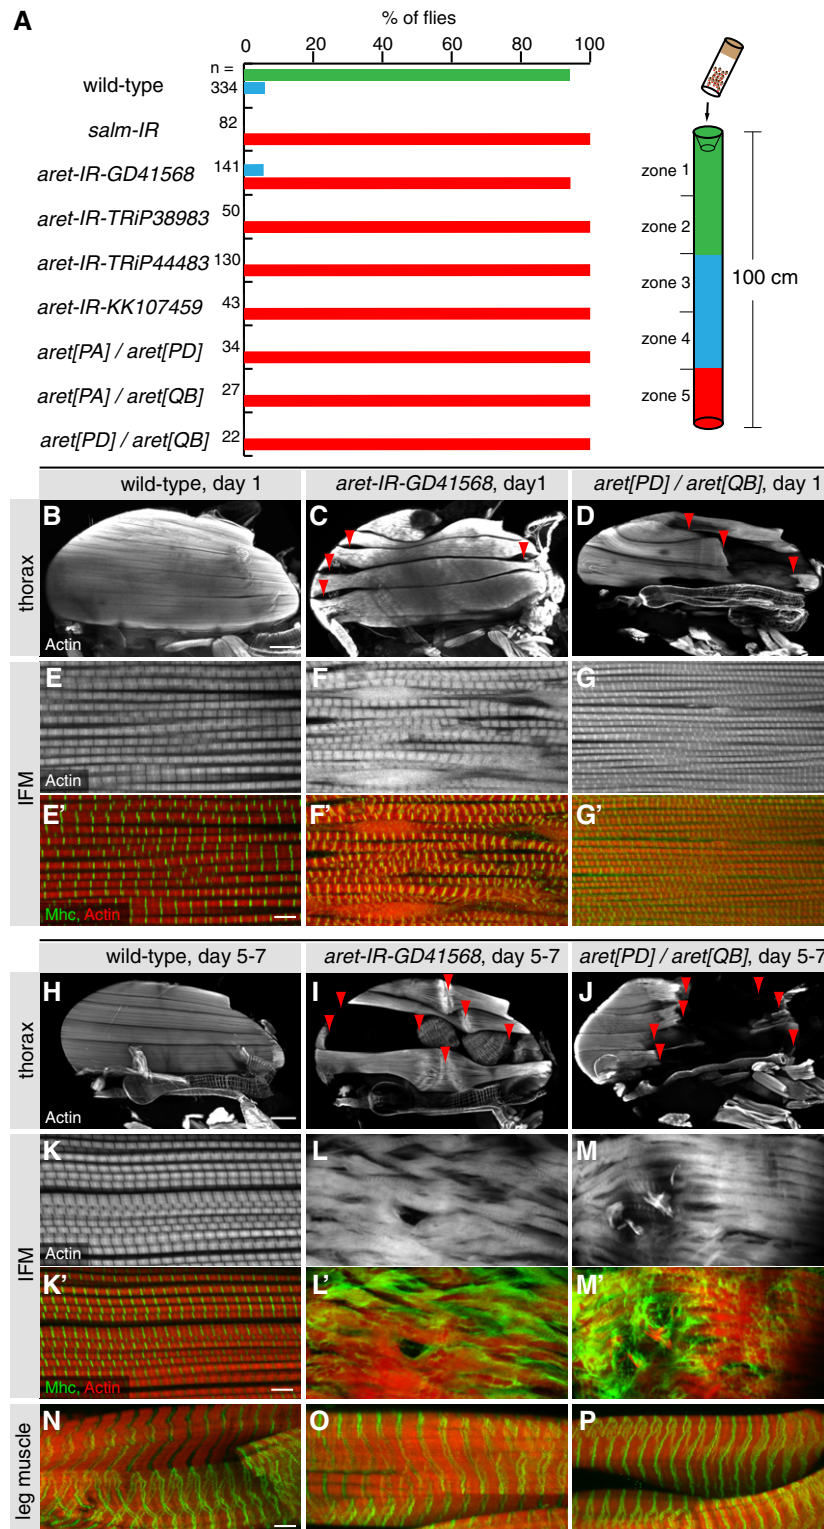 A
% of flies
0 20 40 60 80 100
n =
wild-type 334
salm-IR 82
aret-IR-GD41568 141
aret-IR-TRiP38983 50
aret-IR-TRiP44483 130
aret-IR-KK107459 43
aret[PA] / aret[PD] 34
aret[PA] / aret[QB] 27
aret[PD] / aret[QB] 22
zone 1
zone 2
zone 3
100 cm
zone 4
zone 5
wild-type, day 1 aret-IR-GD41568, day1 aret[PD] / aret[QB], day 1
thorax
B C D
Actin
IFM
E F G
Actin
E' F' G'
Mhc, Actin
wild-type, day 5-7 aret-IR-GD41568, day 5-7 aret[PD] / aret[QB], day 5-7
thorax
H I J
Actin
IFM
K L M
Actin
K' L' M'
Mhc, Actin
leg muscle
N O P